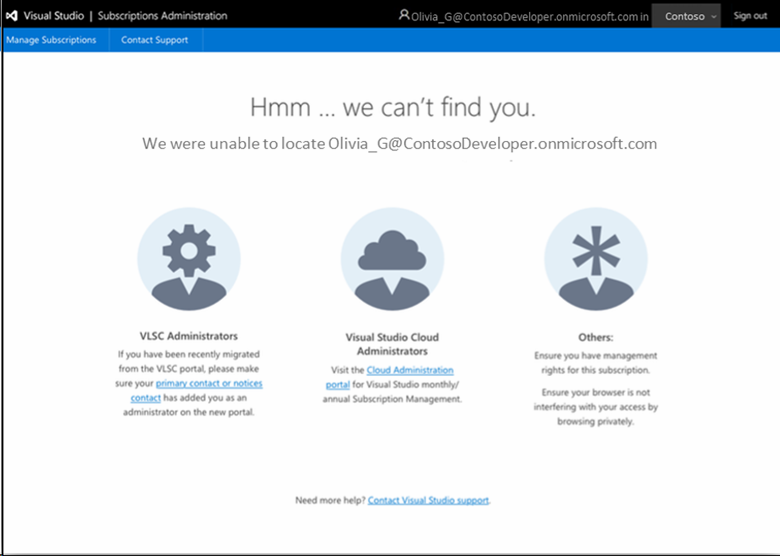 Visual Studio | Subscriptions Administration
Olivia_G@ContosoDeveloper.onmicrosoft.com in
Contoso
Sign out
Manage Subscriptions
Contact Support
Hmm ... we can't find you.
We were unable to locate Olivia_G@ContosoDeveloper.onmicrosoft.com
VLSC Administrators
If you have been recently migrated
from the VLSC portal, please make
sure your primary contact or notices
contact has added you as an
administrator on the new portal.
Visual Studio Cloud
Administrators
Visit the Cloud Administration
portal for Visual Studio monthly/
annual Subscription Management.
Others:
Ensure you have management
rights for this subscription.
Ensure your browser is not
interfering with your access by
browsing privately.
Need more help? Contact Visual Studio support.